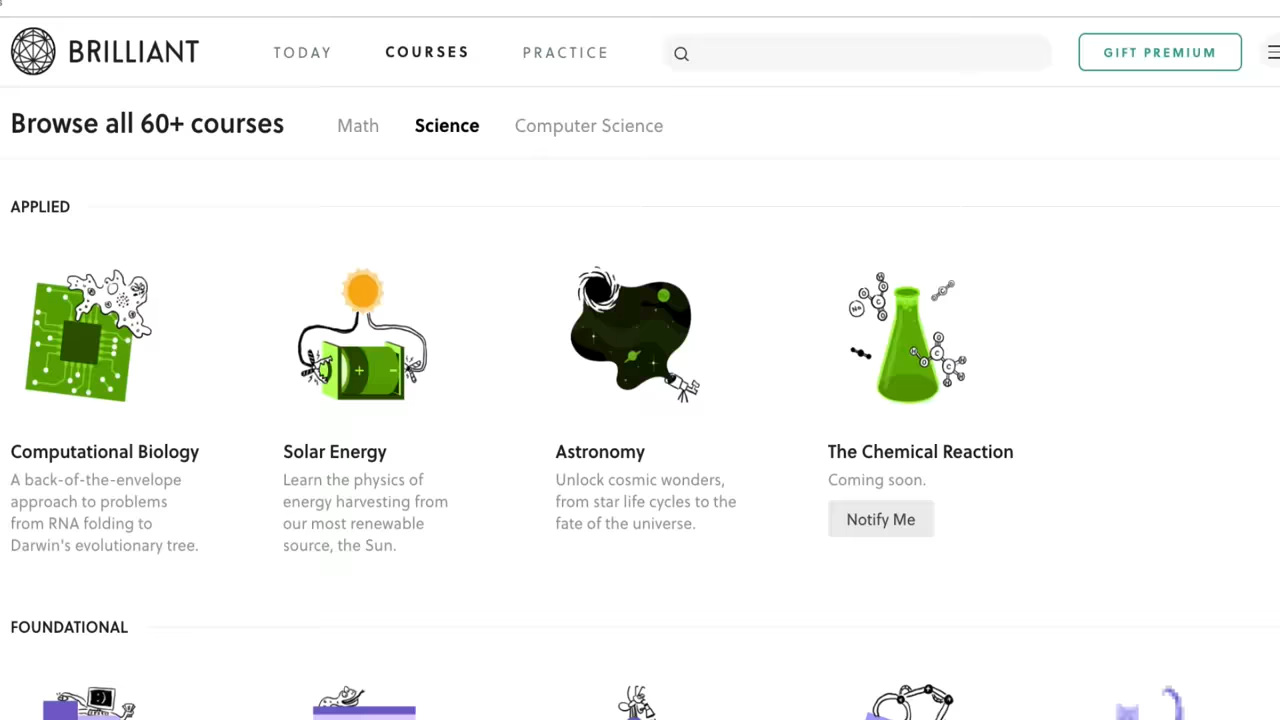 BRILLIANT TODAY COURSES PRACTICE GIFT PREMIUM
Browse all 60+ courses Math Science Computer Science
APPLIED
Computational Biology
A back-of-the-envelope
approach to problems
from RNA folding to
Darwin's evolutionary tree.
Solar Energy
Learn the physics of
energy harvesting from
our most renewable
source, the Sun.
Astronomy
Unlock cosmic wonders,
from star life cycles to the
fate of the universe.
The Chemical Reaction
Coming soon.
Notify Me
FOUNDATIONAL